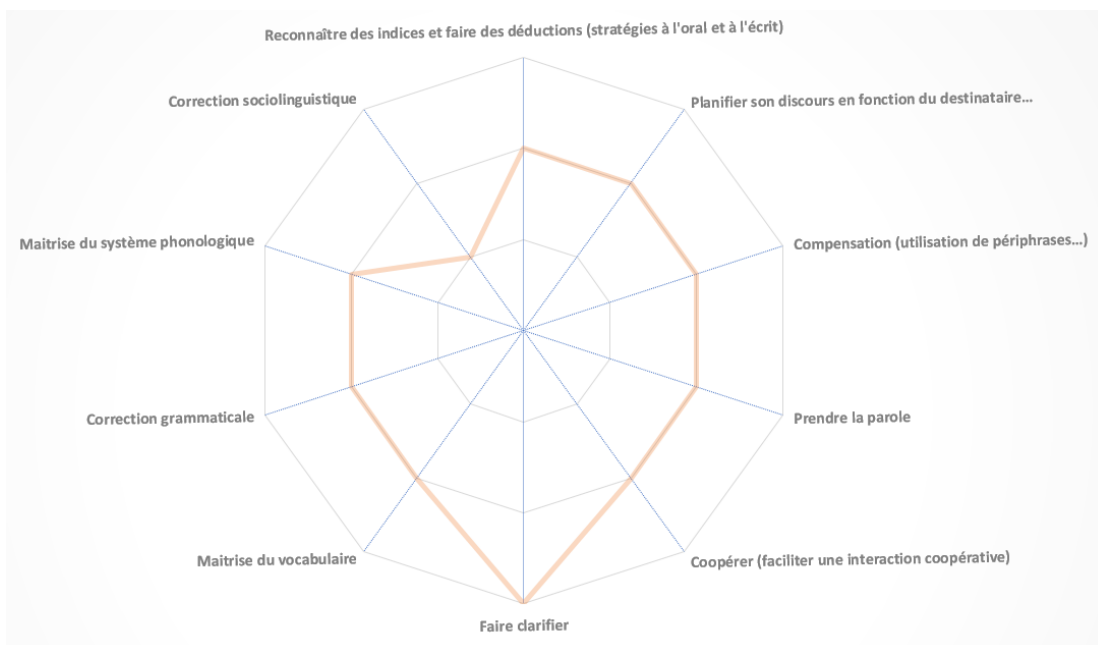 Reconnaître des indices et faire des déductions (stratégies à l'oral et à l'écrit)
Planifier son discours en fonction du destinataire...
Compensation (utilisation de périphrases...)
Prendre la parole
Coopérer (faciliter une interaction coopérative)
Faire clarifier
Maitrise du vocabulaire
Correction grammaticale
Maitrise du système phonologique
Correction sociolinguistique